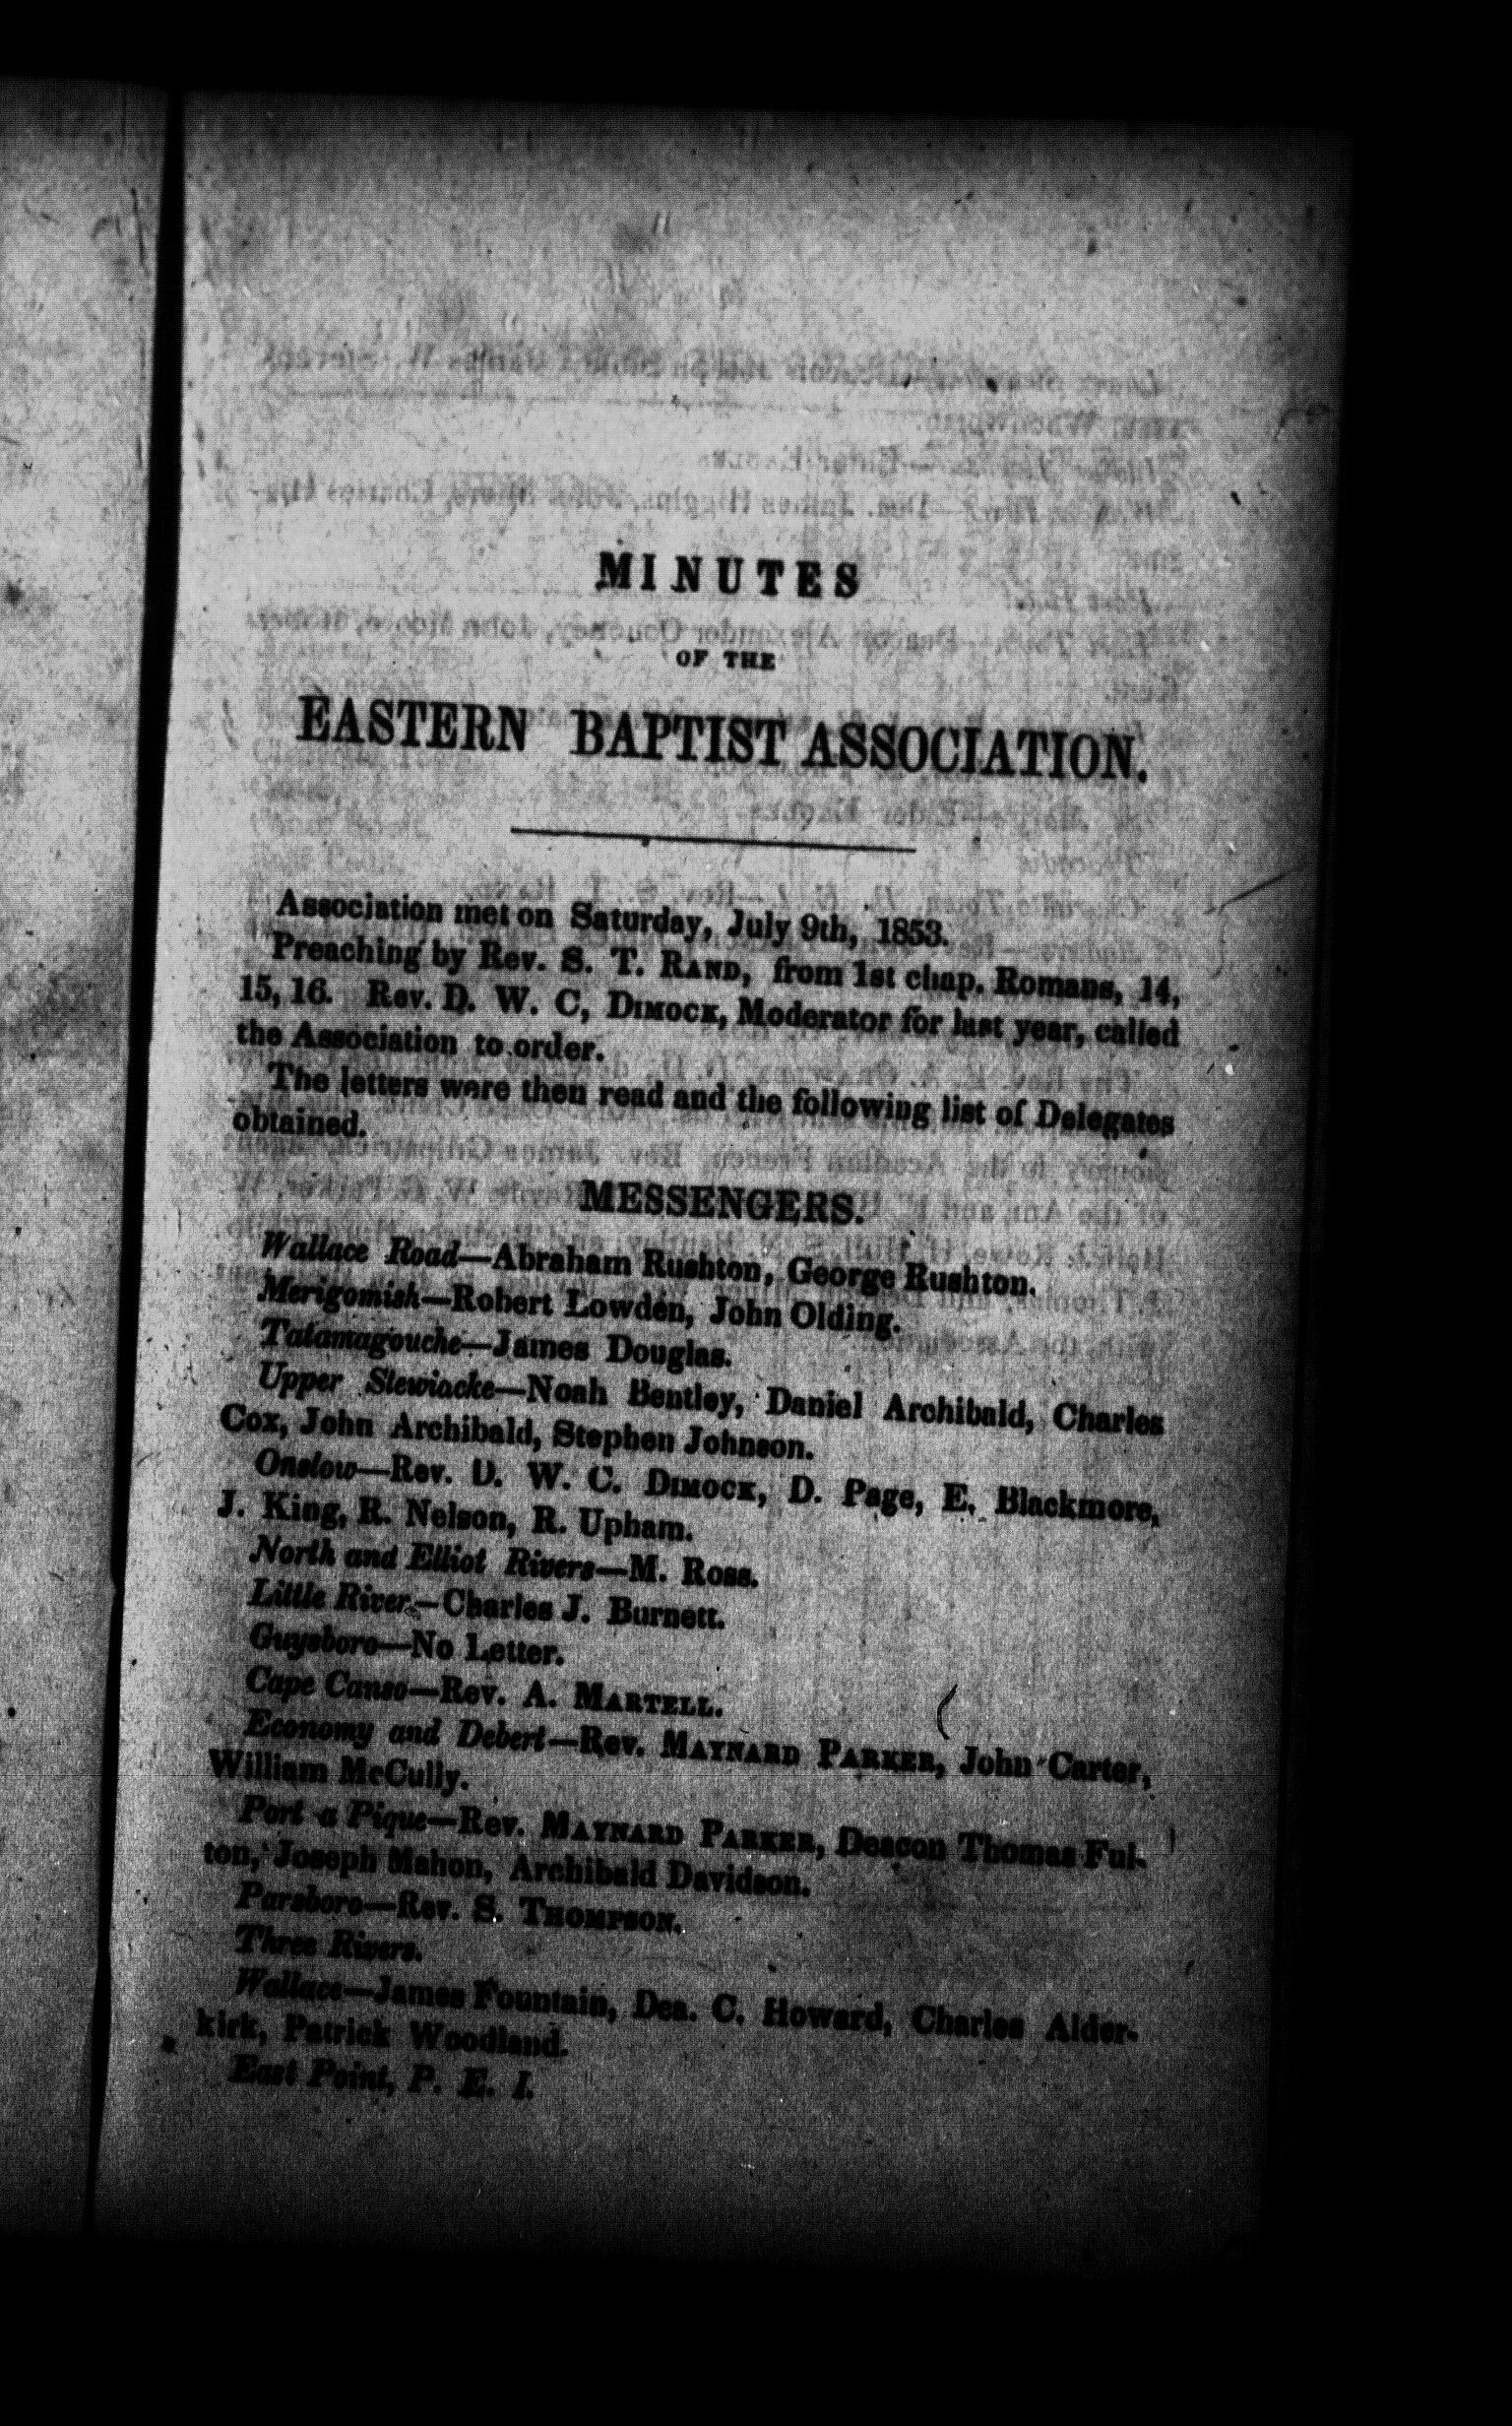 MINUTES
OF THE
EASTERN BAPTIST ASSOCIATION.
Association met on Saturday, July 9th, 1853.
Preaching by Rev. S. T. RAND, from 1st chap. Romans, 14,
15, 16. Rev. D. W. C, DIMOCK, Moderator for last year, called
the Association to order.
The letters were then read and the following list of Delegates
obtained.
MESSENGERS.
Wallace Road—Abraham Rushton, George Rushton.
Merigomish—Robert Lowden, John Olding.
Tatamagouche—James Douglas.
Upper Stewiacke—Noah Bentley, Daniel Archibald, Charles
Cox, John Archibald, Stephen Johnson.
Onslow—Rev. D. W. C. DIMOCK, D. Page, E. Blackmore,
J. King, R. Nelson, R. Upham.
North and Elliot Rivers—M. Ross.
Little River—Charles J. Burnett.
Guysboro—No Letter.
Cape Canso—Rev. A. MARTELL.
Economy and Debert—Rev. MAYNARD PARKER, John Carter,
William McCully.
Port a Pique—Rev. MAYNARD PARKER, Deacon Thomas Ful-
ton, Joseph Mahon, Archibald Davidson.
Parsboro—Rev. S. THOMPSON.
Three Rivers.
Wallace—James Fountain, Dea. C. Howard, Charles Alder-
kirk, Patrick Woodland.
East Point, P. E. I.